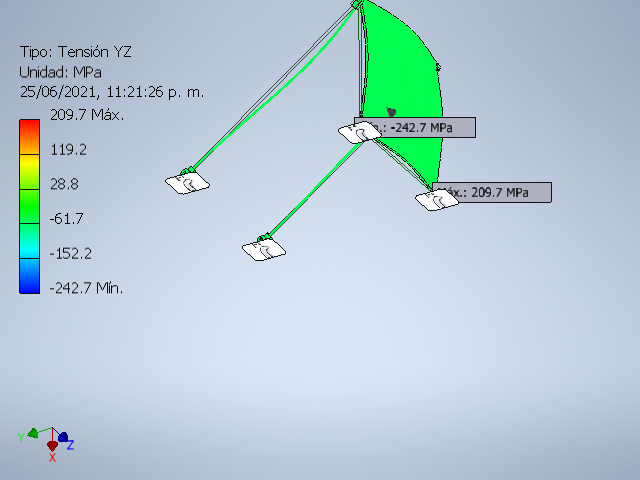 Tipo: Tensión YZ
Unidad: MPa
25/06/2021, 11:21:26 p. m.
209.7 Máx.
119.2
28.8
-61.7
-152.2
-242.7 Mín.
-242.7 MPa
209.7 MPa
Y
Z
X